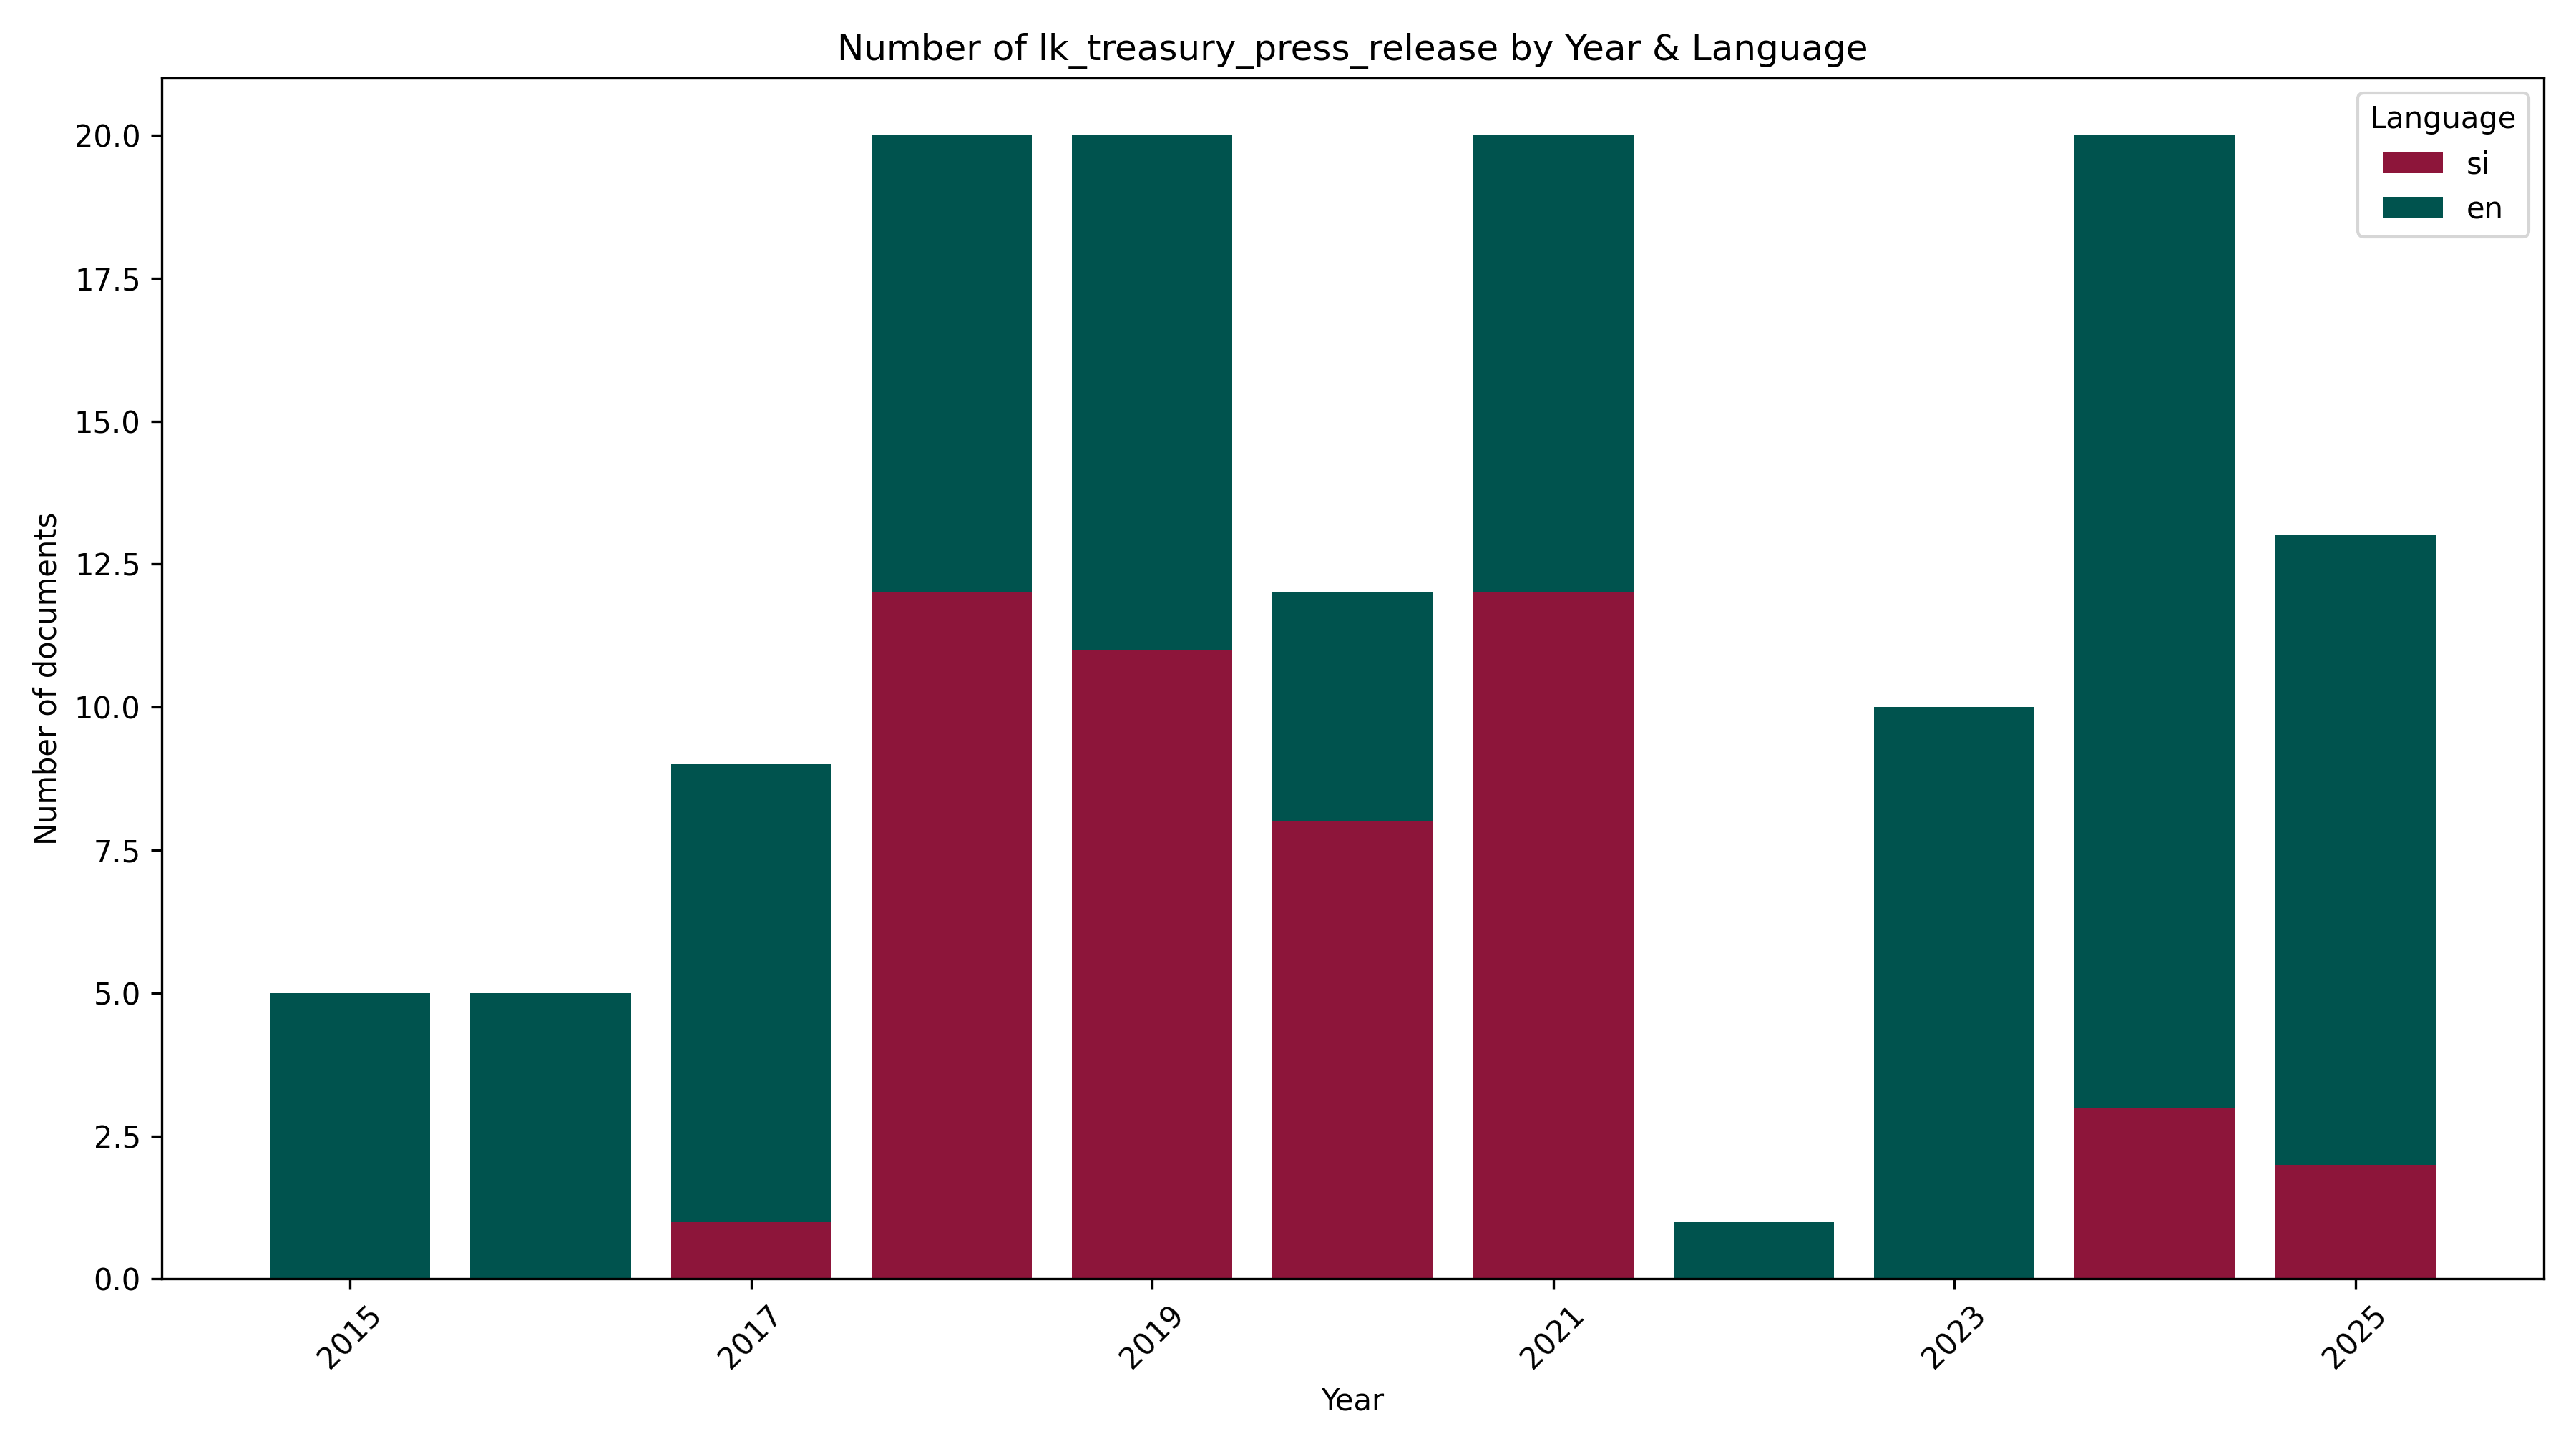 Number of lk_treasury_press_release by Year & Language
Language
si
en
Number of documents
20.0
17.5
15.0
12.5
10.0
7.5
5.0
2.5
0.0
2015
2017
2019
2021
2023
2025
Year